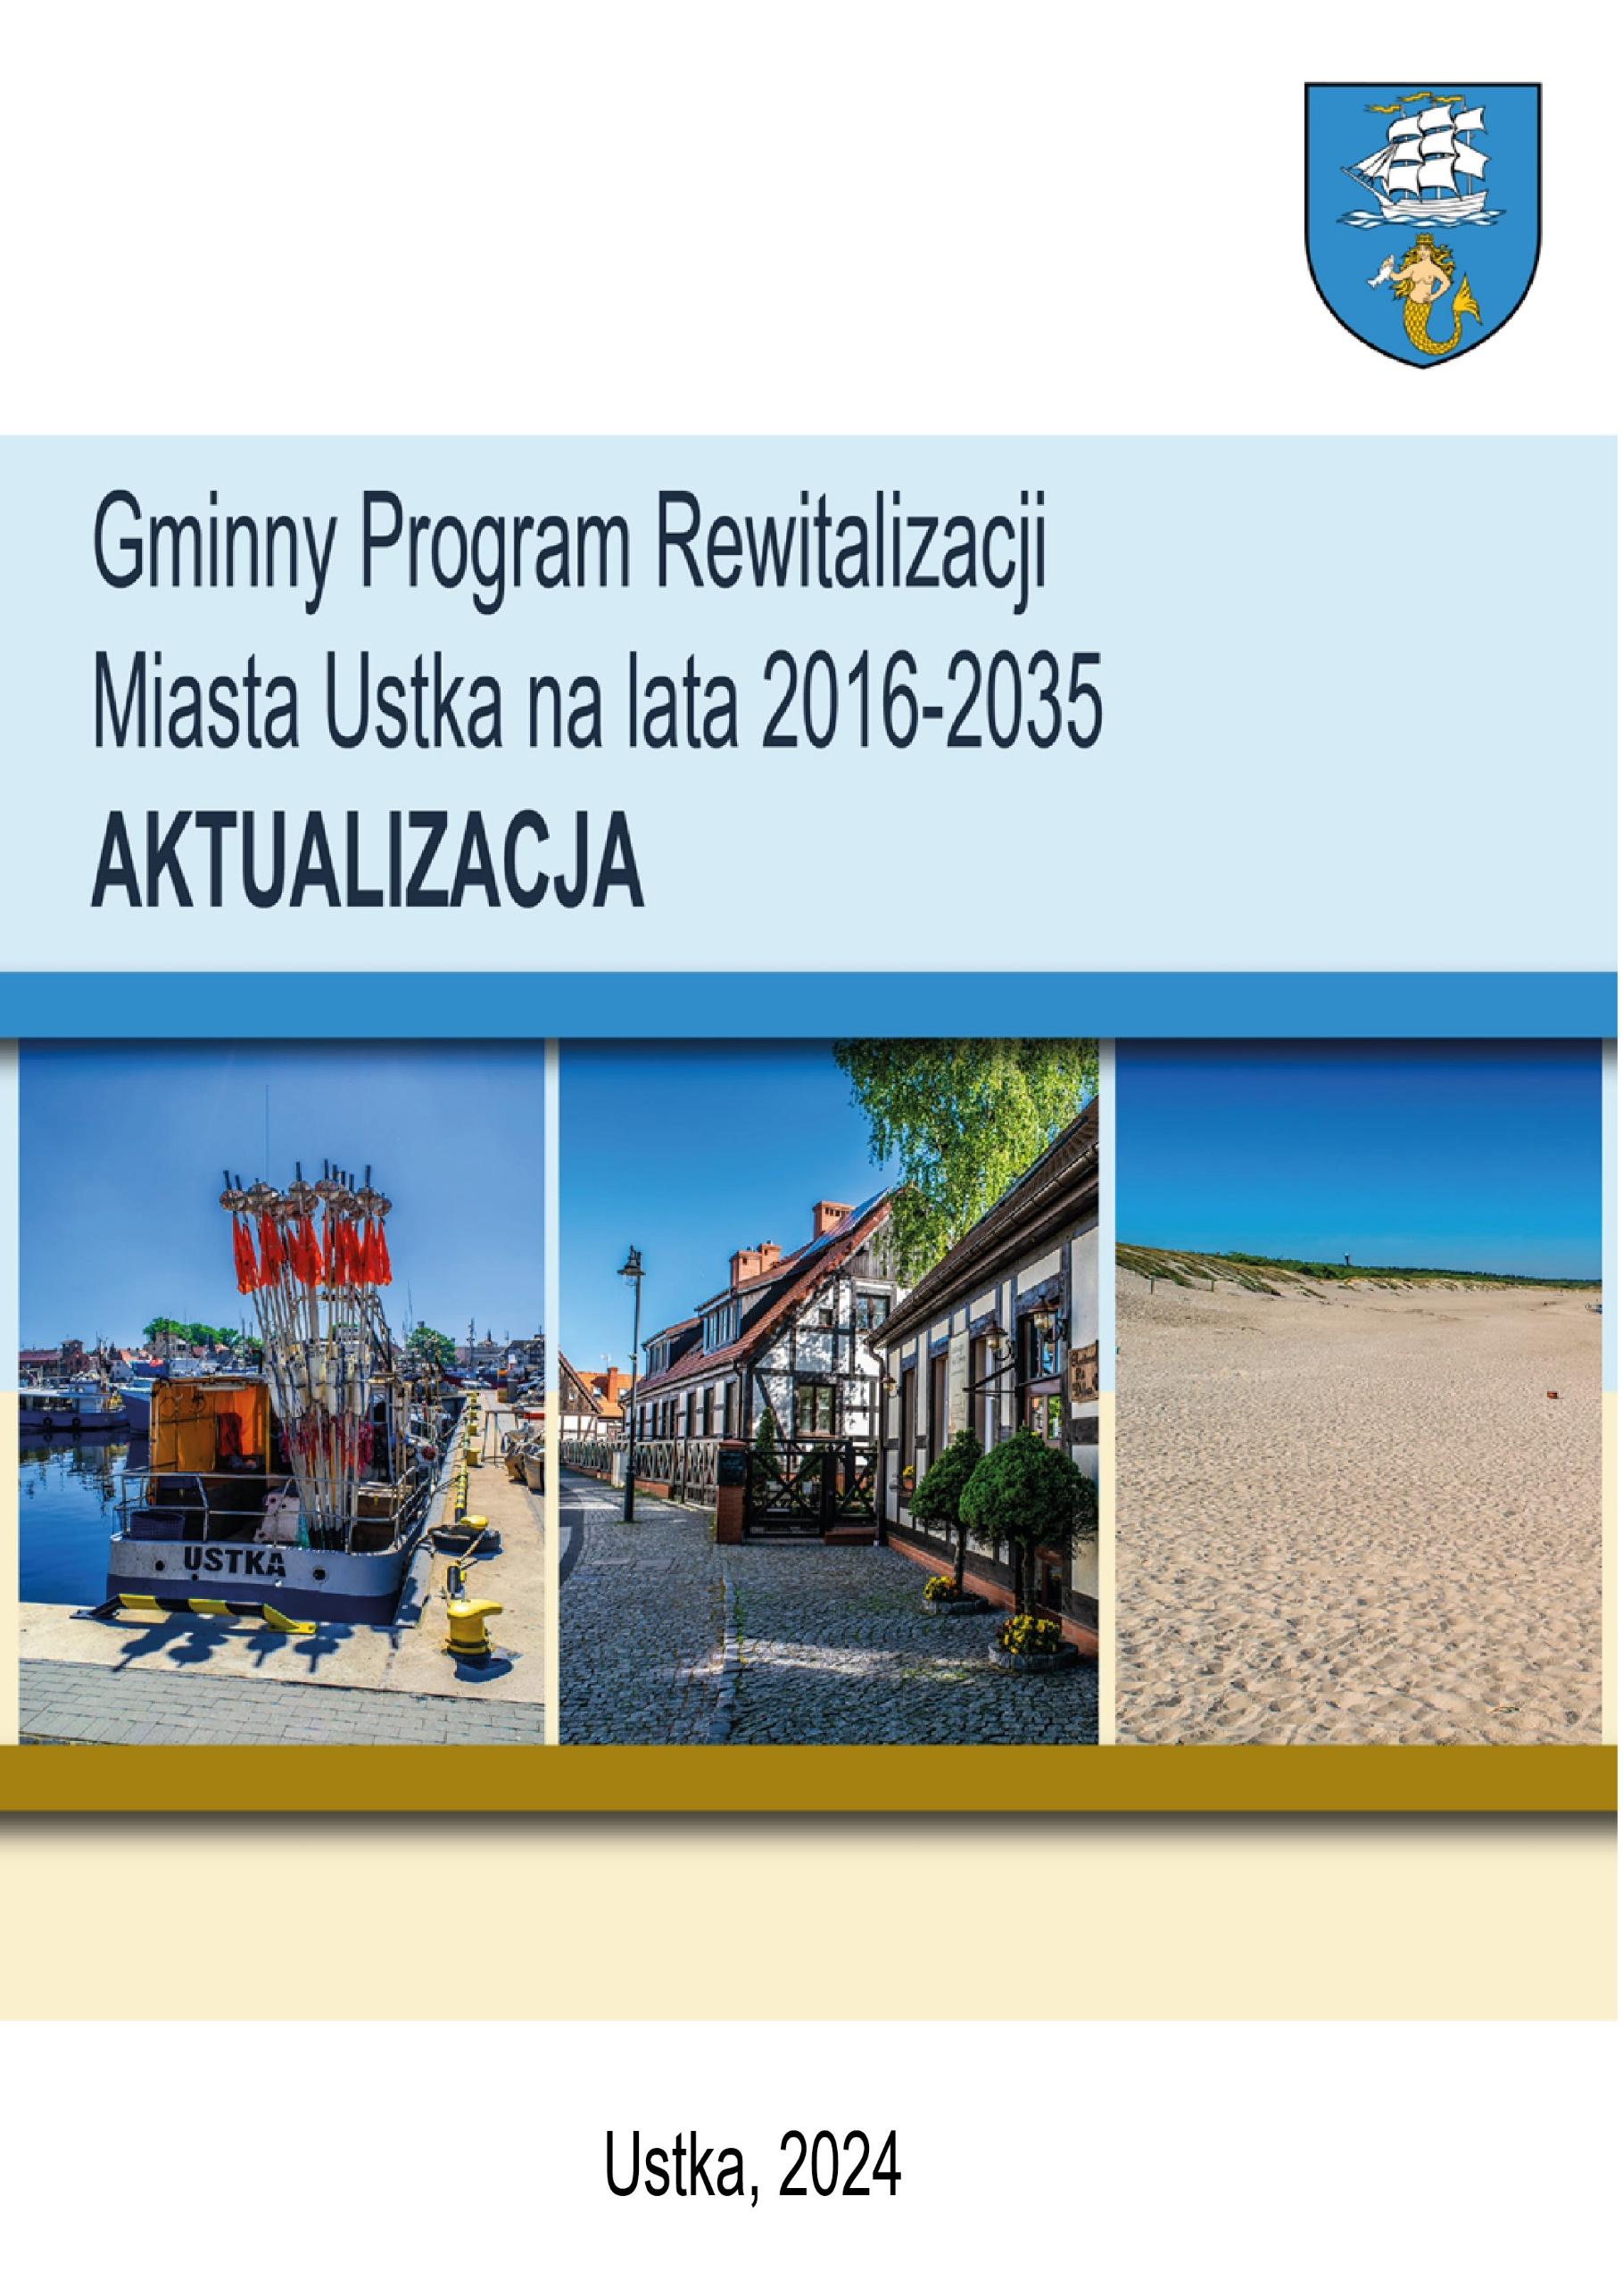 Gminny Program Rewitalizacji
Miasta Ustka na lata 2016-2035
AKTUALIZACJA
USTKA
Ustka, 2024